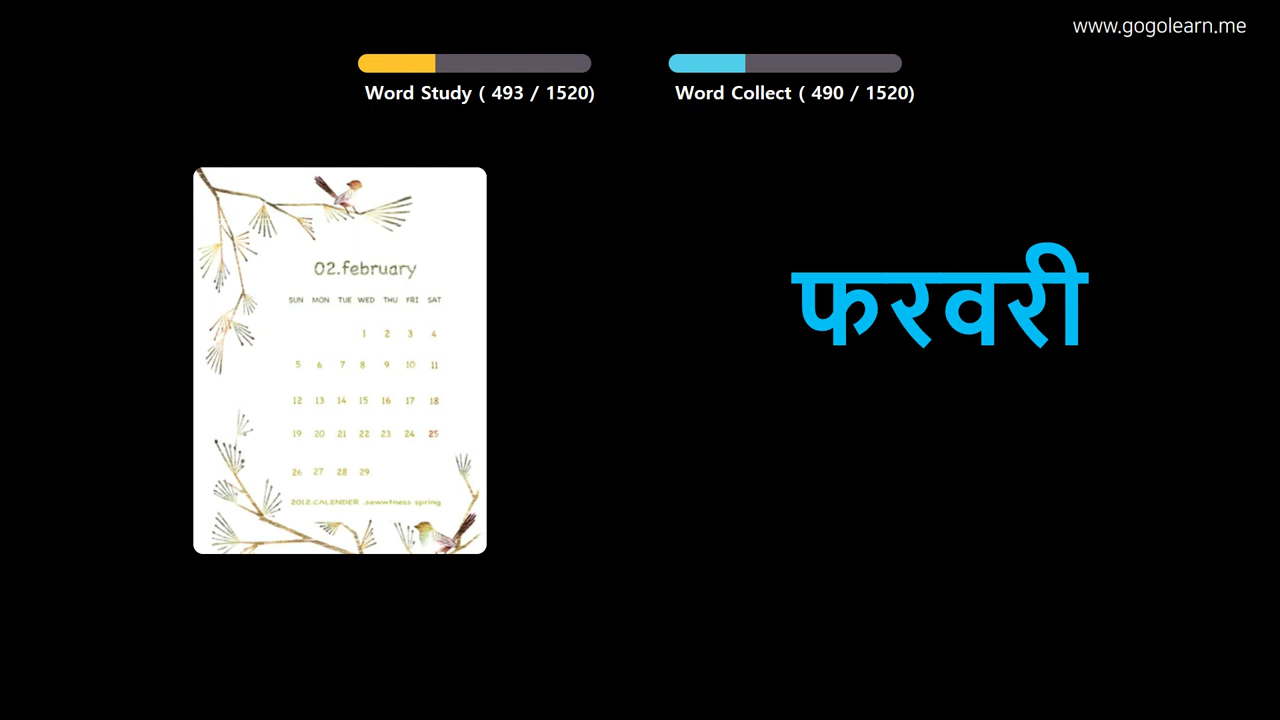 www.gogolearn.me
Word Study ( 493 / 1520)
Word Collect ( 490 / 1520)
02.february
SUN MON TUE WED THU FRI SAT
1 2 3 4
5 6 7 8 9 10 11
12 13 14 15 16 17 18
19 20 21 22 23 24 25
26 27 28 29
2012.CALENDER .sewwtness spring
फरवरी